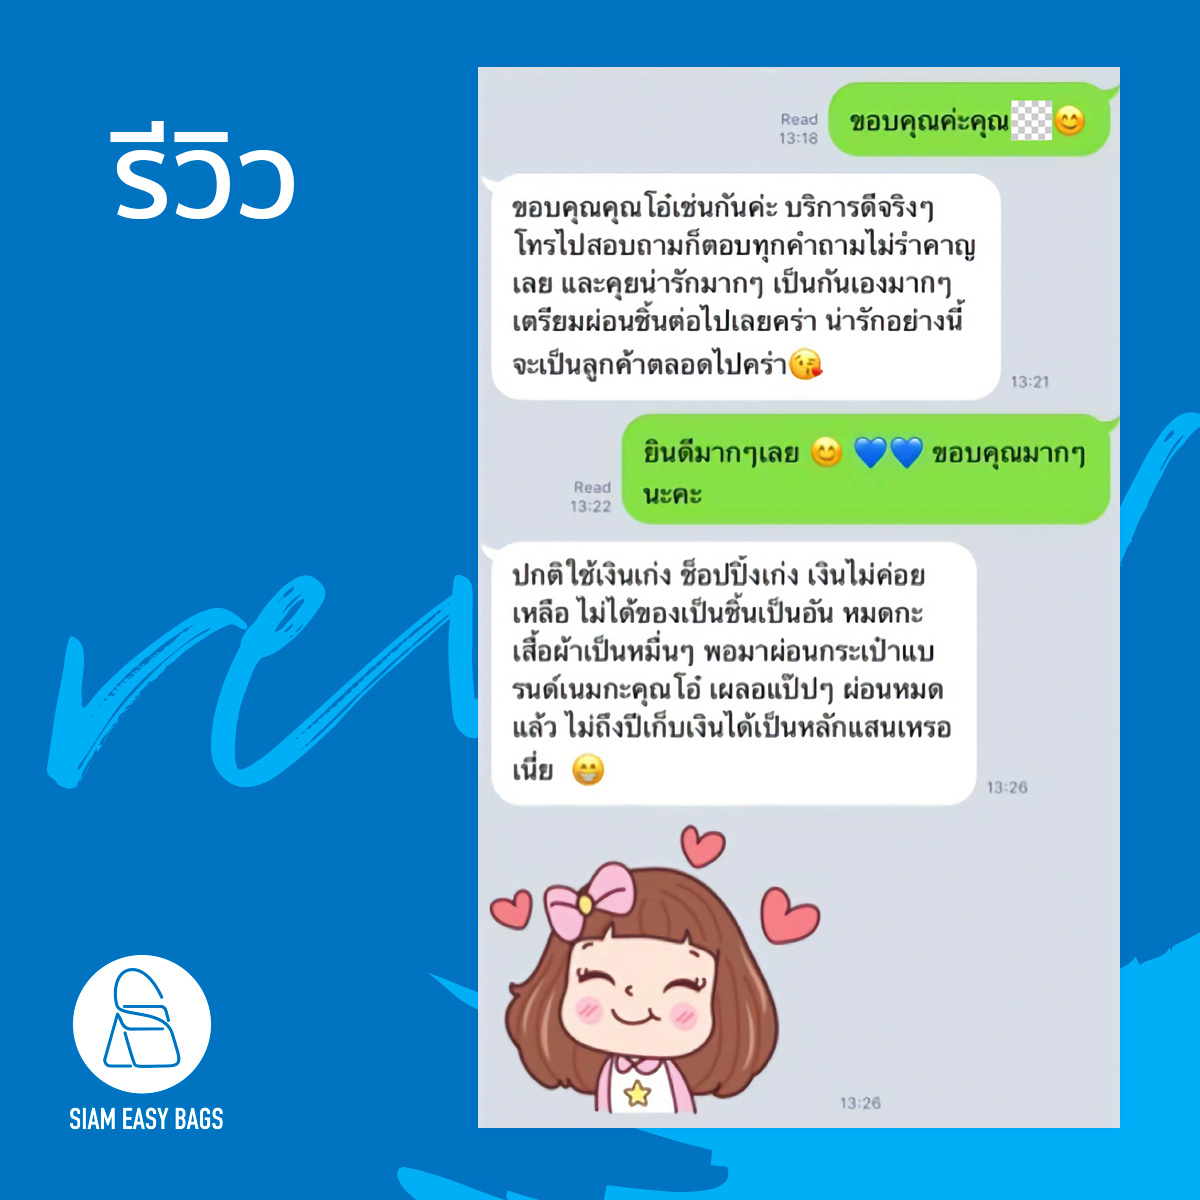 รีวิว
review
ขอบคุณค่ะคุณ😊
Read
13:18
ขอบคุณคุณโอ๋เช่นกันค่ะ บริการดีจริงๆ
โทรไปสอบถามก็ตอบทุกคำถามไม่รำคาญ
เลย และคุยน่ารักมากๆ เป็นกันเองมากๆ
เตรียมผ่อนชิ้นต่อไปเลยคร่า น่ารักอย่างนี้
จะเป็นลูกค้าตลอดไปคร่า😘
13:21
ยินดีมากๆเลย 😊 💙💙 ขอบคุณมากๆ
นะคะ
Read
13:22
ปกติใช้เงินเก่ง ช็อปปิ้งเก่ง เงินไม่ค่อย
เหลือ ไม่ได้ของเป็นชิ้นเป็นอัน หมดกะ
เสื้อผ้าเป็นหมื่นๆ พอมาผ่อนกระเป๋าแบ
รนด์เนมกะคุณโอ๋ เผลอแป๊ปๆ ผ่อนหมด
แล้ว ไม่ถึงปีเก็บเงินได้เป็นหลักแสนเหรอ
เนี่ย 😁
13:26
13:26
SIAM EASY BAGS